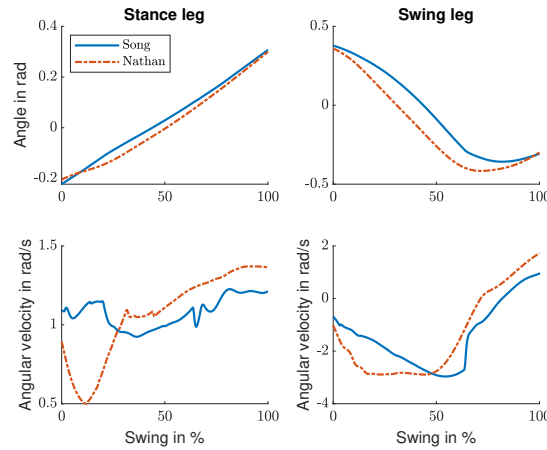 Stance leg
Swing leg
Song
Nathan
Angle in rad
0.4
0.2
0
-0.2
0
50
100
0.5
0
-0.5
0
50
100
Angular velocity in rad/s
1.5
1
0.5
0
50
100
Swing in %
Angular velocity in rad/s
2
0
-2
-4
0
50
100
Swing in %